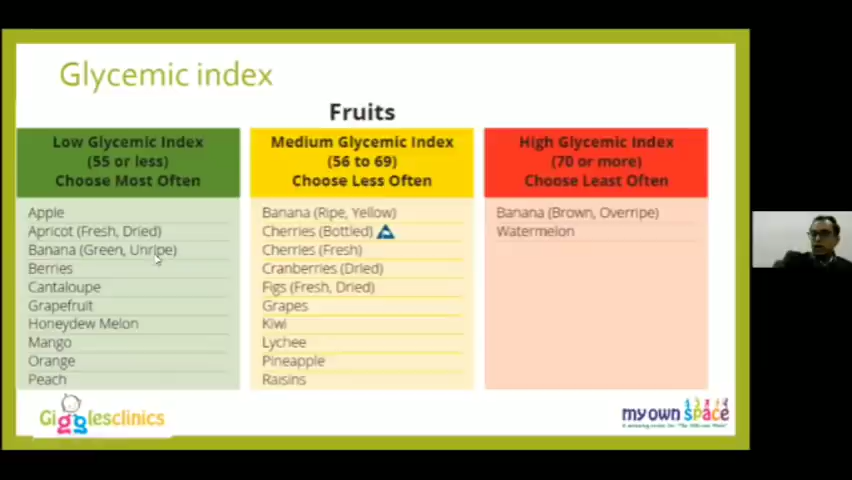 Glycemic index
Fruits
Low Glycemic Index
(55 or less)
Choose Most Often
Apple
Apricot (Fresh, Dried)
Banana (Green, Unripe)
Berries
Cantaloupe
Grapefruit
Honeydew Melon
Mango
Orange
Peach
Medium Glycemic Index
(56 to 69)
Choose Less Often
Banana (Ripe, Yellow)
Cherries (Bottled)
Cherries (Fresh)
Cranberries (Dried)
Figs (Fresh, Dried)
Grapes
Kiwi
Lychee
Pineapple
Raisins
High Glycemic Index
(70 or more)
Choose Least Often
Banana (Brown, Overripe)
Watermelon
Gigglesclinics
my own space